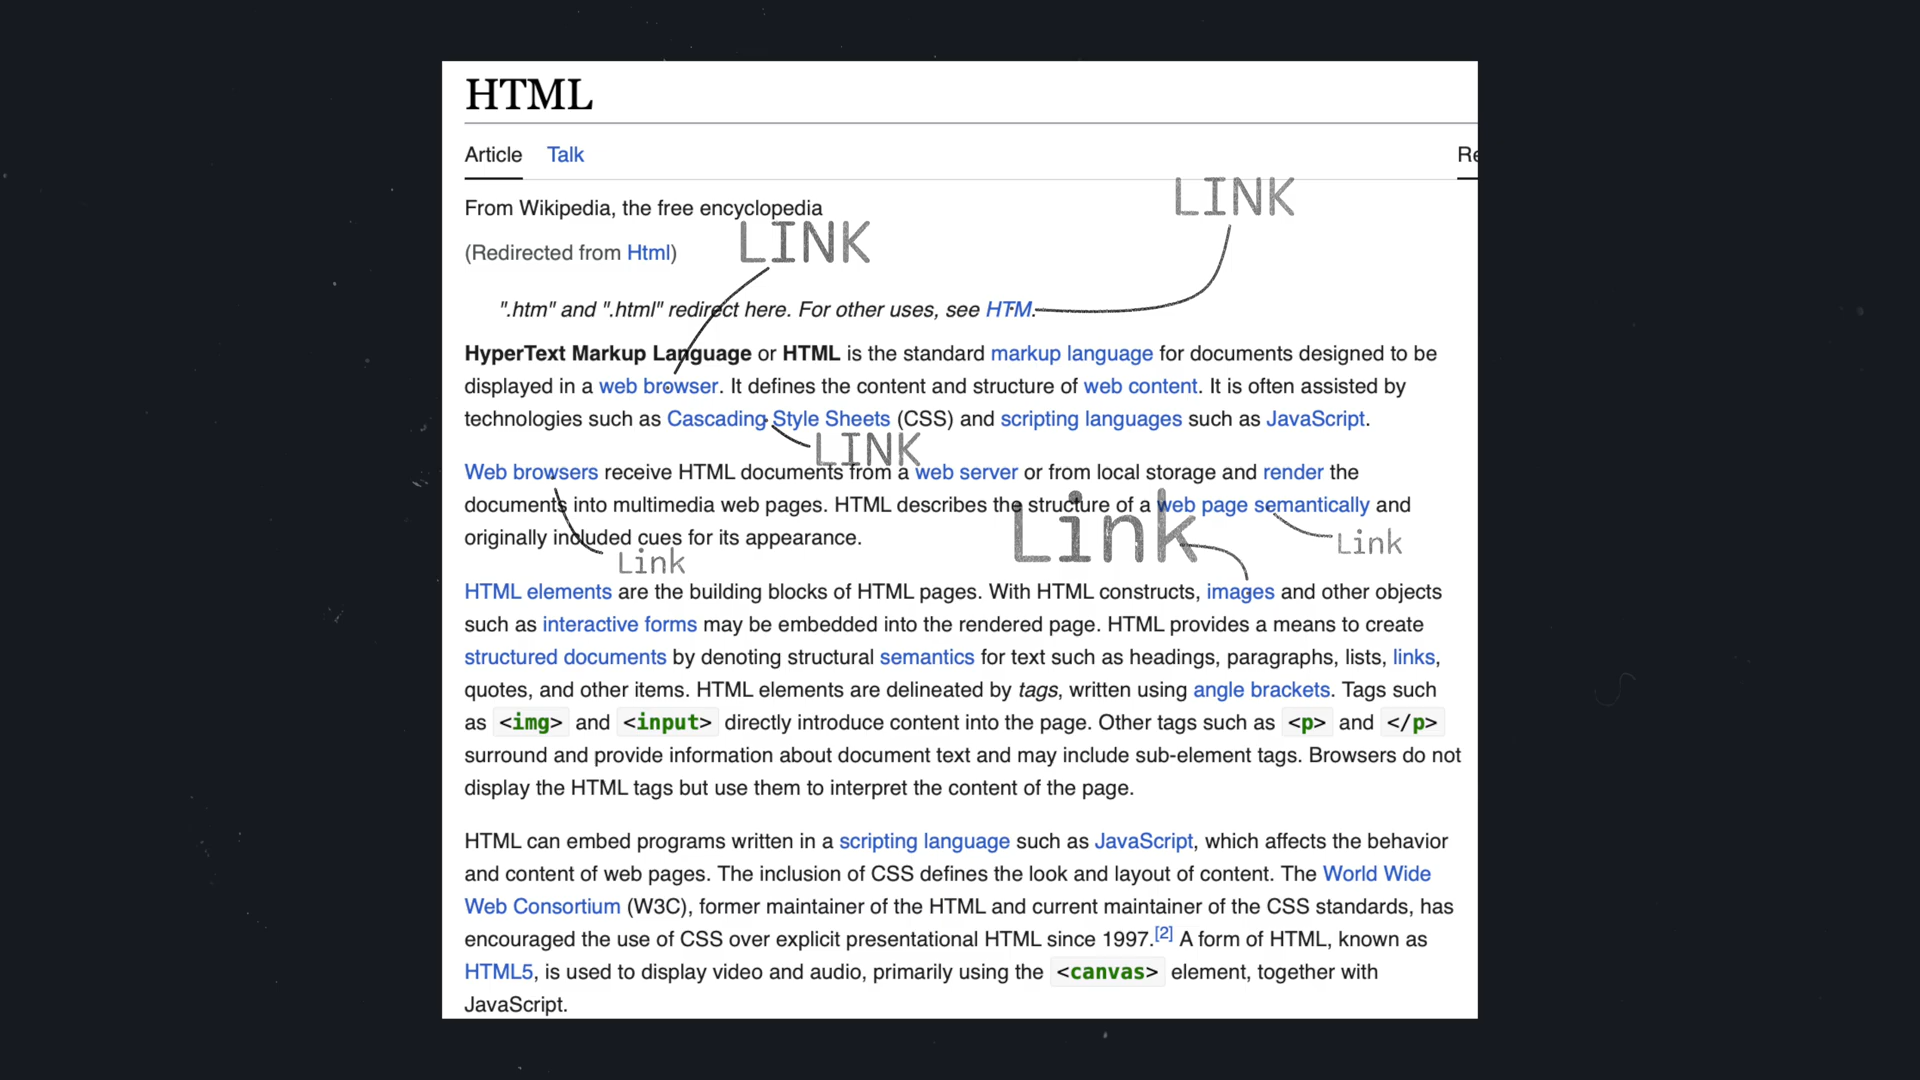 HTML
Article Talk Re
From Wikipedia, the free encyclopedia
LINK
LINK
(Redirected from Html)
".htm" and ".html" redirect here. For other uses, see HTM.
HyperText Markup Language or HTML is the standard markup language for documents designed to be
displayed in a web browser. It defines the content and structure of web content. It is often assisted by
technologies such as Cascading Style Sheets (CSS) and scripting languages such as JavaScript.
LINK
Web browsers receive HTML documents from a web server or from local storage and render the
documents into multimedia web pages. HTML describes the structure of a web page semantically and
originally included cues for its appearance.
Link
Link
Link
HTML elements are the building blocks of HTML pages. With HTML constructs, images and other objects
such as interactive forms may be embedded into the rendered page. HTML provides a means to create
structured documents by denoting structural semantics for text such as headings, paragraphs, lists, links,
quotes, and other items. HTML elements are delineated by tags, written using angle brackets. Tags such
as <img> and <input> directly introduce content into the page. Other tags such as <p> and </p>
surround and provide information about document text and may include sub-element tags. Browsers do not
display the HTML tags but use them to interpret the content of the page.
HTML can embed programs written in a scripting language such as JavaScript, which affects the behavior
and content of web pages. The inclusion of CSS defines the look and layout of content. The World Wide
Web Consortium (W3C), former maintainer of the HTML and current maintainer of the CSS standards, has
encouraged the use of CSS over explicit presentational HTML since 1997.[2] A form of HTML, known as
HTML5, is used to display video and audio, primarily using the <canvas> element, together with
JavaScript.